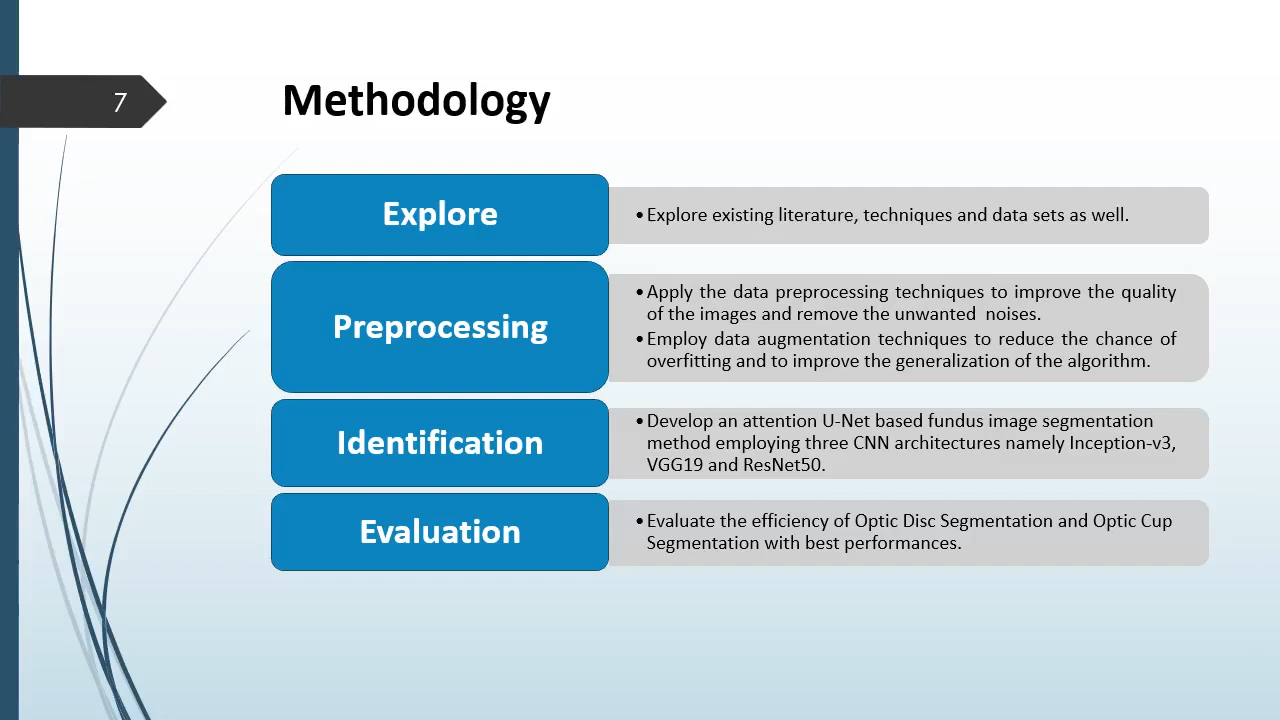 7
Methodology
Explore
•Explore existing literature, techniques and data sets as well.
Preprocessing
•Apply the data preprocessing techniques to improve the quality
of the images and remove the unwanted noises.
•Employ data augmentation techniques to reduce the chance of
overfitting and to improve the generalization of the algorithm.
Identification
•Develop an attention U-Net based fundus image segmentation
method employing three CNN architectures namely Inception-v3,
VGG19 and ResNet50.
Evaluation
•Evaluate the efficiency of Optic Disc Segmentation and Optic Cup
Segmentation with best performances.